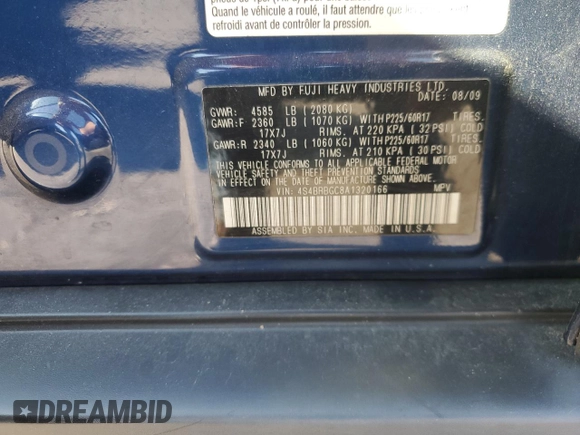 Quand le véhicule a roulé, il faut attendre que les pneus
refroidi avant de contrôler la pression.
MFD BY FUJI HEAVY INDUSTRIES LTD.
DATE: 08/09
GVWR: 4585 LB (2080 KG)
GAWR:F 2360 LB (1070 KG) WITH P225/60R17 TIRES.
17X7J RIMS. AT 220 KPA (32 PSI) COLD
GAWR:R 2340 LB (1060 KG) WITH P225/60R17 TIRES.
17X7J RIMS. AT 210 KPA (30 PSI) COLD
THIS VEHICLE CONFORMS TO ALL APPLICABLE FEDERAL MOTOR
VEHICLE SAFETY AND THEFT PREVENTION STANDARDS
IN EFFECT ON THE DATE OF MANUFACTURE SHOWN ABOVE.
VIN: 4S4BRBGC8A1320166 MPV
ASSEMBLED BY SIA INC. MADE IN U.S.A.
DREAMBID